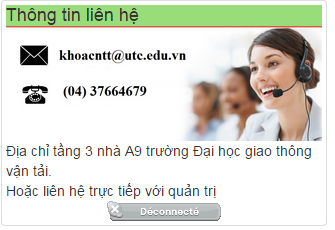 Thông tin liên hệ
khoacntt@utc.edu.vn
(04) 37664679
Địa chỉ tầng 3 nhà A9 trường Đại học giao thông
vận tải.
Hoặc liên hệ trực tiếp với quản trị
Déconnecté